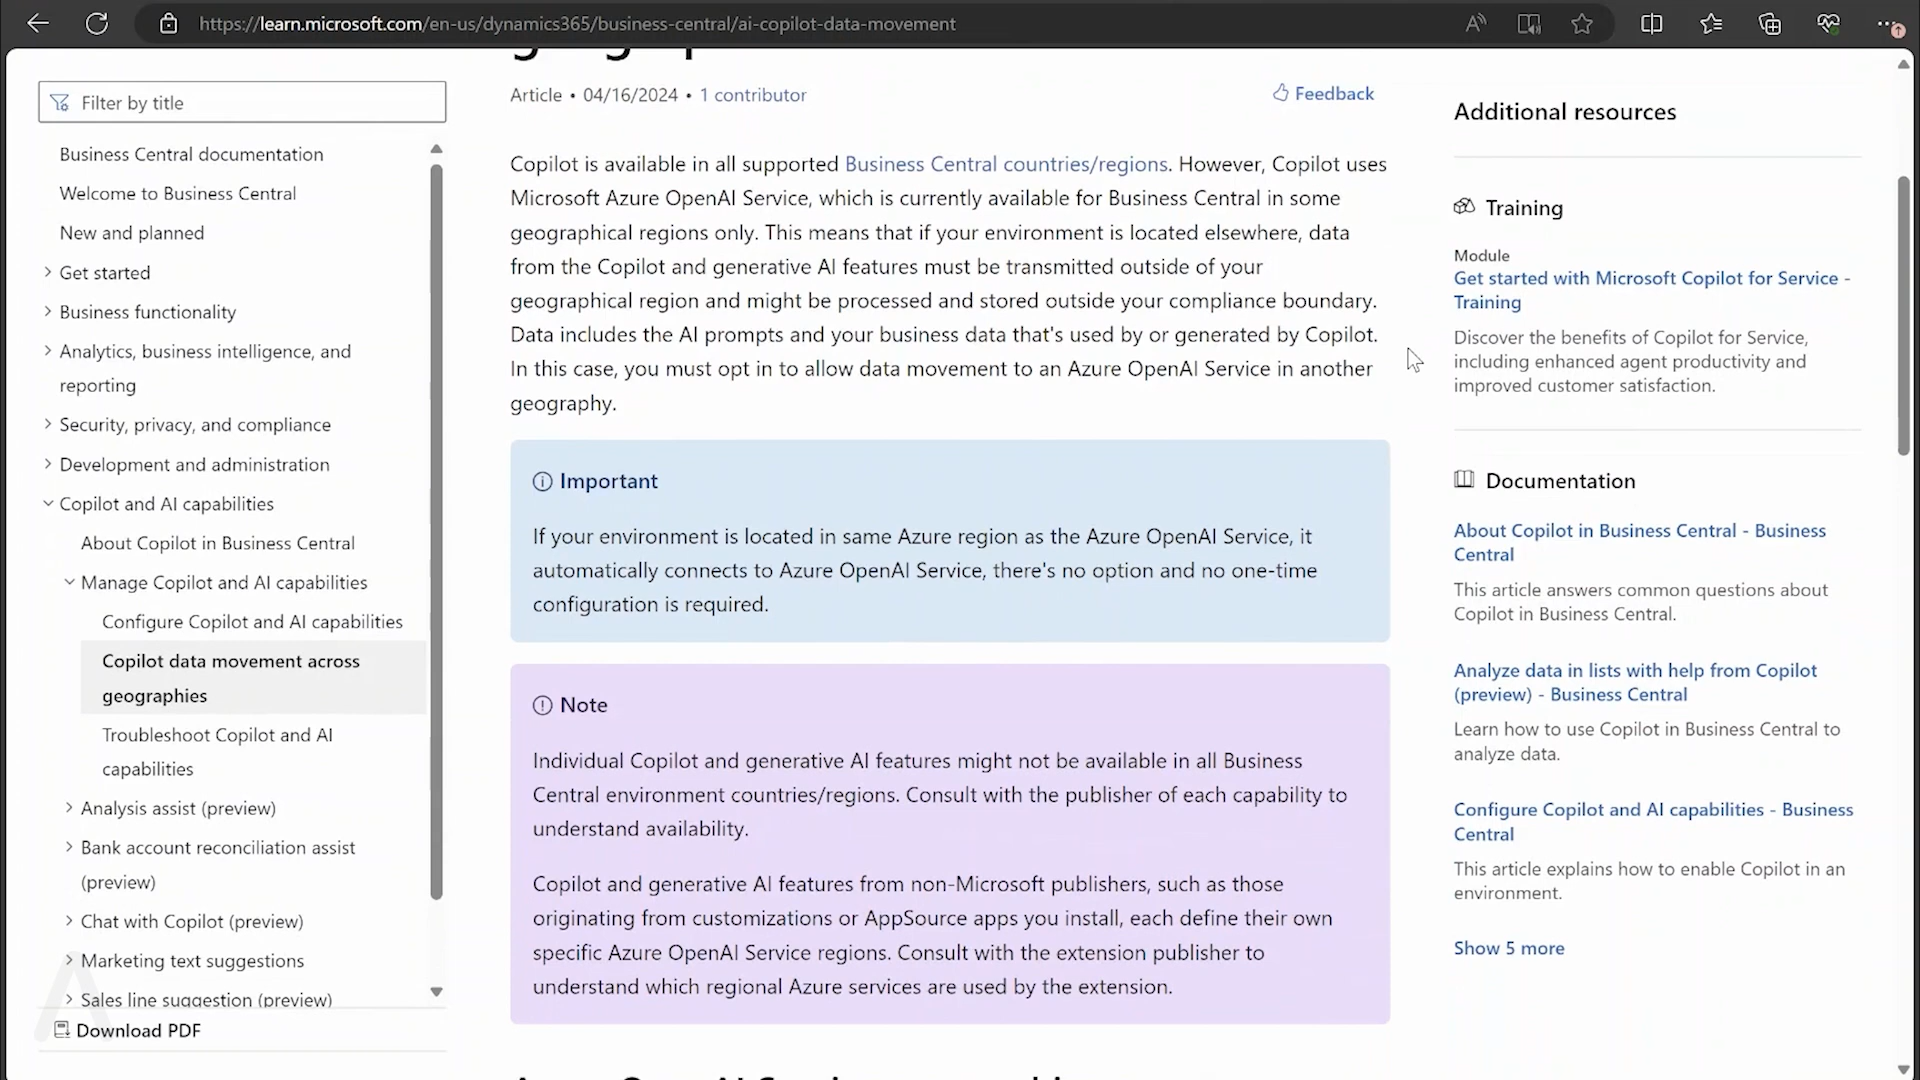 https://learn.microsoft.com/en-us/dynamics365/business-central/ai-copilot-data-movement
Filter by title
Business Central documentation
Welcome to Business Central
New and planned
Get started
Business functionality
Analytics, business intelligence, and
reporting
Security, privacy, and compliance
Development and administration
Copilot and AI capabilities
About Copilot in Business Central
Manage Copilot and AI capabilities
Configure Copilot and AI capabilities
Copilot data movement across
geographies
Troubleshoot Copilot and AI
capabilities
Analysis assist (preview)
Bank account reconciliation assist
(preview)
Chat with Copilot (preview)
Marketing text suggestions
Sales line suggestion (preview)
Download PDF
Article • 04/16/2024 • 1 contributor
Feedback
Copilot is available in all supported Business Central countries/regions. However, Copilot uses
Microsoft Azure OpenAI Service, which is currently available for Business Central in some
geographical regions only. This means that if your environment is located elsewhere, data
from the Copilot and generative AI features must be transmitted outside of your
geographical region and might be processed and stored outside your compliance boundary.
Data includes the AI prompts and your business data that's used by or generated by Copilot.
In this case, you must opt in to allow data movement to an Azure OpenAI Service in another
geography.
Important
If your environment is located in same Azure region as the Azure OpenAI Service, it
automatically connects to Azure OpenAI Service, there's no option and no one-time
configuration is required.
Note
Individual Copilot and generative AI features might not be available in all Business
Central environment countries/regions. Consult with the publisher of each capability to
understand availability.
Copilot and generative AI features from non-Microsoft publishers, such as those
originating from customizations or AppSource apps you install, each define their own
specific Azure OpenAI Service regions. Consult with the extension publisher to
understand which regional Azure services are used by the extension.
Additional resources
Training
Module
Get started with Microsoft Copilot for Service -
Training
Discover the benefits of Copilot for Service,
including enhanced agent productivity and
improved customer satisfaction.
Documentation
About Copilot in Business Central - Business
Central
This article answers common questions about
Copilot in Business Central.
Analyze data in lists with help from Copilot
(preview) - Business Central
Learn how to use Copilot in Business Central to
analyze data.
Configure Copilot and AI capabilities - Business
Central
This article explains how to enable Copilot in an
environment.
Show 5 more